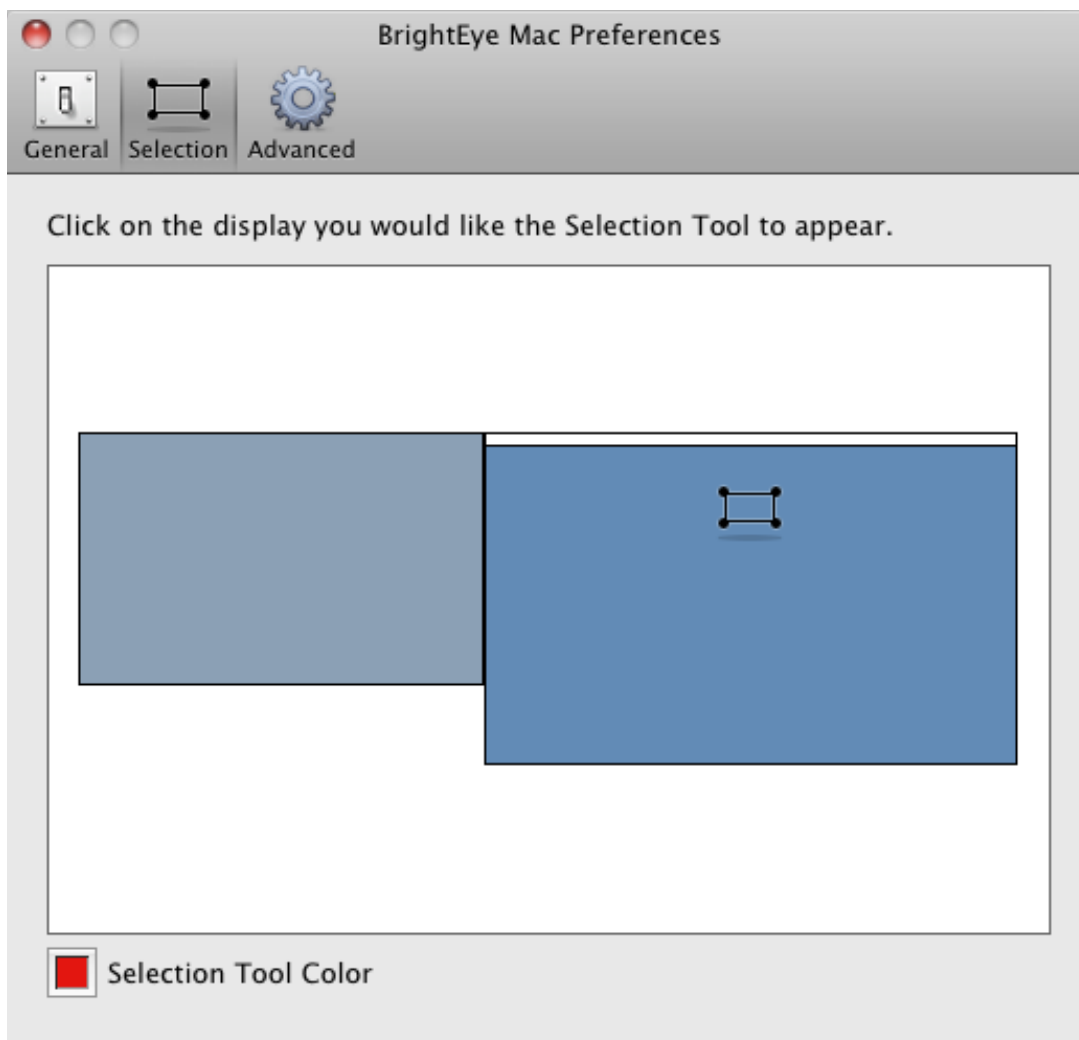 BrightEye Mac Preferences
General Selection Advanced
Click on the display you would like the Selection Tool to appear.
Selection Tool Color